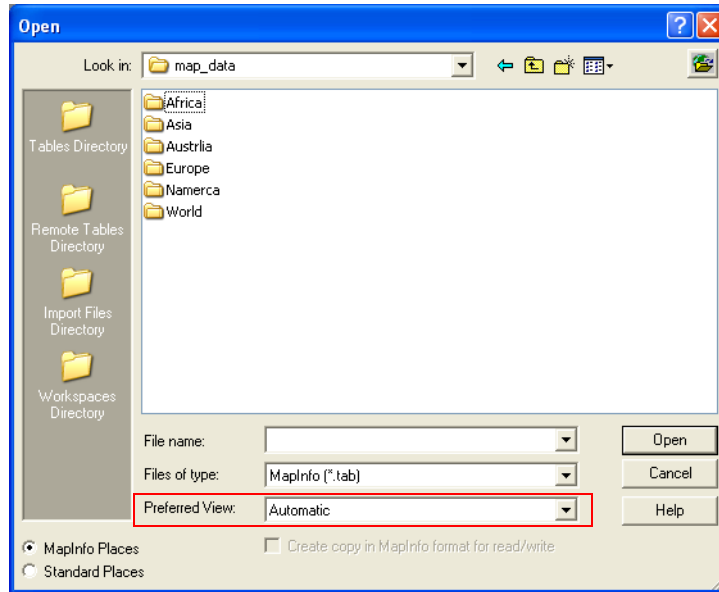 Open
Look in: map_data
Africa
Asia
Austrlia
Europe
Namerca
World
Tables Directory
Remote Tables
Directory
Import Files
Directory
Workspaces
Directory
File name:
Open
Files of type: MapInfo (*.tab)
Cancel
Preferred View: Automatic
Help
MapInfo Places
Create copy in MapInfo format for read/write
Standard Places